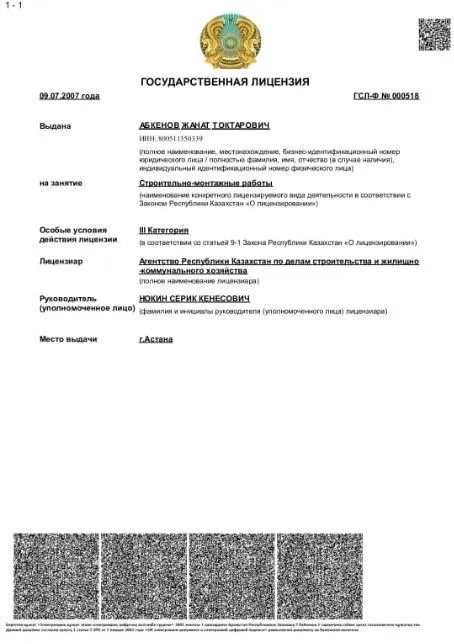 1 - 1
ГОСУДАРСТВЕННАЯ ЛИЦЕНЗИЯ
09.07.2007 года ГСЛ-Ф № 000518
Выдана АБКЕНОВ ЖАНАТ ТОКТАРОВИЧ
ИИН: 800511350339
(полное наименование, местонахождение, бизнес-идентификационный номер
юридического лица / полностью фамилия, имя, отчество (в случае наличия),
индивидуальный идентификационный номер физического лица)
на занятие Строительно-монтажные работы
(наименование конкретного лицензируемого вида деятельности в соответствии с
Законом Республики Казахстан «О лицензировании»)
Особые условия III Категория
действия лицензии (в соответствии со статьей 9-1 Закона Республики Казахстан «О лицензировании»)
Лицензиар Агентство Республики Казахстан по делам строительства и жилищно
-коммунального хозяйства
(полное наименование лицензиара)
Руководитель НОКИН СЕРИК КЕНЕСОВИЧ
(уполномоченное лицо) (фамилия и инициалы руководителя (уполномоченного лица) лицензиара)
Место выдачи г.Астана